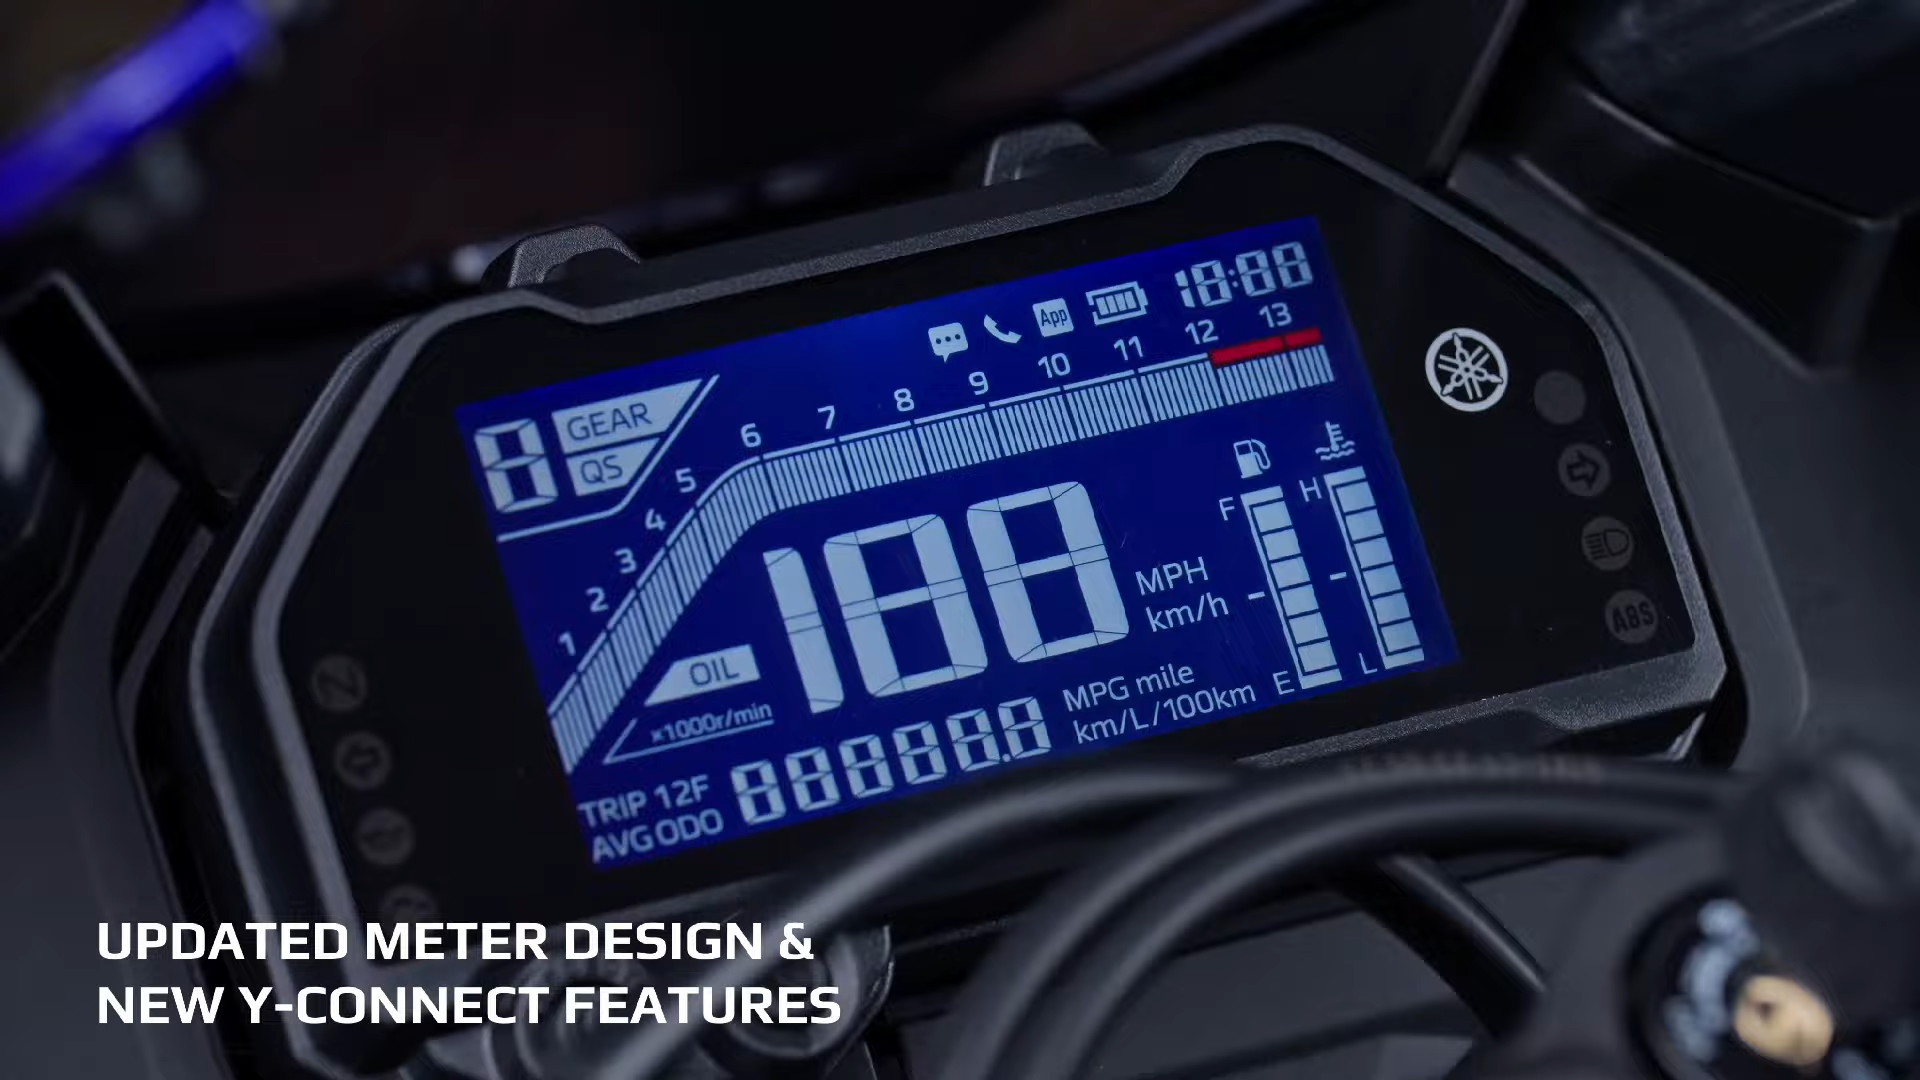 18:88
App
12 13
10 11
8 9
6 7
5
4
3
2
1
8 GEAR
QS
188
MPH
km/h
F H
E L
OIL
x1000r/min
MPG mile
km/L/100km
TRIP 12F
AVG ODO
88888.8
N
ABS
UPDATED METER DESIGN &
NEW Y-CONNECT FEATURES